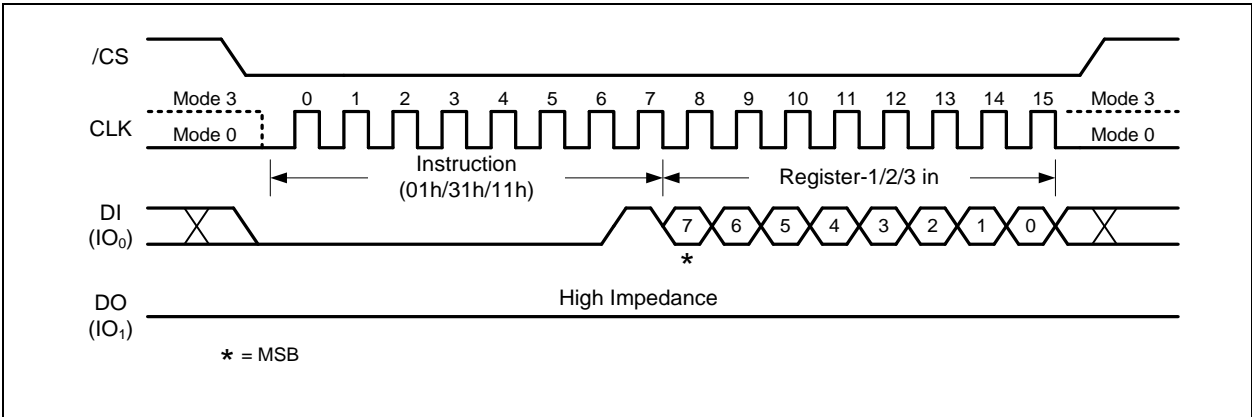 /CS
Mode 3 0 1 2 3 4 5 6 7 8 9 10 11 12 13 14 15 Mode 3
CLK
Mode 0 Mode 0
Instruction
(01h/31h/11h)
Register-1/2/3 in
DI
(IO₀)
7 6 5 4 3 2 1 0
*
High Impedance
DO
(IO₁)
* = MSB